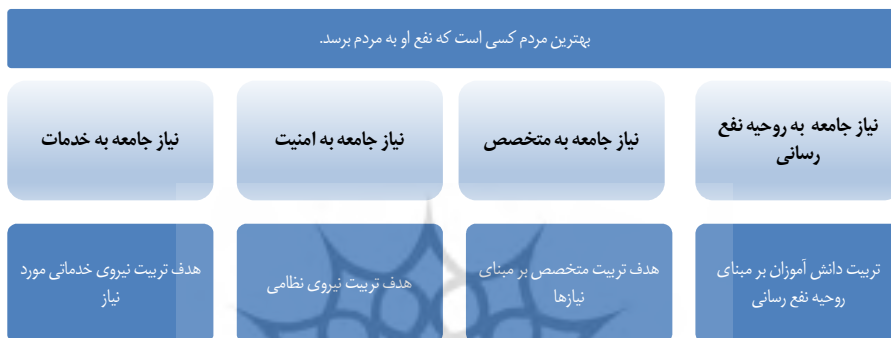 بهترین مردم کسی است که نفع او به مردم برسد.
نیاز جامعه به روحیه نفع
رسانی
نیاز جامعه به متخصص
نیاز جامعه به امنیت
نیاز جامعه به خدمات
تربیت دانش آموزان بر مبنای
روحیه نفع رسانی
هدف تربیت متخصص بر مبنای
نیازها
هدف تربیت نیروی نظامی
هدف تربیت نیروی خدماتی مورد
نیاز